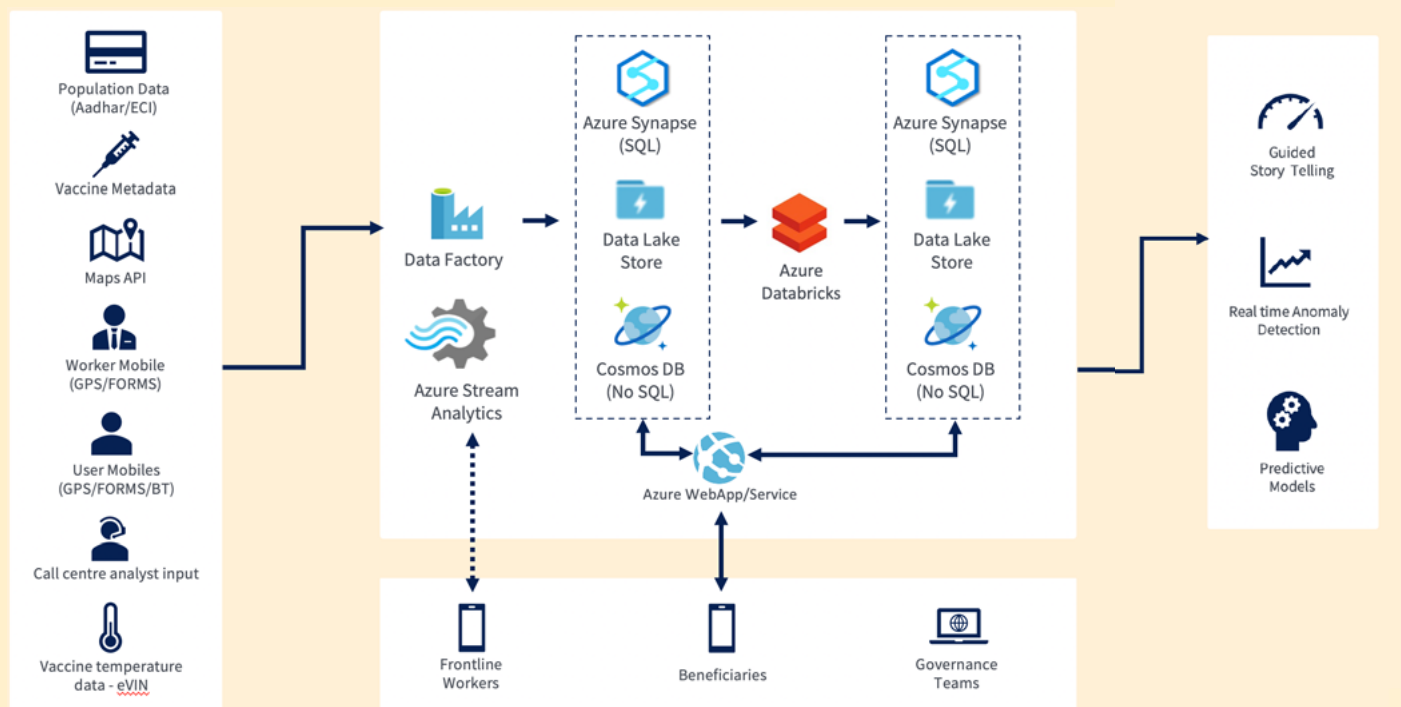 Population Data
(Aadhar/ECI)
Vaccine Metadata
Maps API
Worker Mobile
(GPS/FORMS)
User Mobiles
(GPS/FORMS/BT)
Call centre analyst input
Vaccine temperature
data - eVIN
Data Factory
Azure Stream
Analytics
Azure Synapse
(SQL)
Data Lake
Store
Cosmos DB
(No SQL)
Azure
Databricks
Azure Synapse
(SQL)
Data Lake
Store
Cosmos DB
(No SQL)
Azure WebApp/Service
Frontline
Workers
Beneficiaries
Governance
Teams
Guided
Story Telling
Real time Anomaly
Detection
Predictive
Models